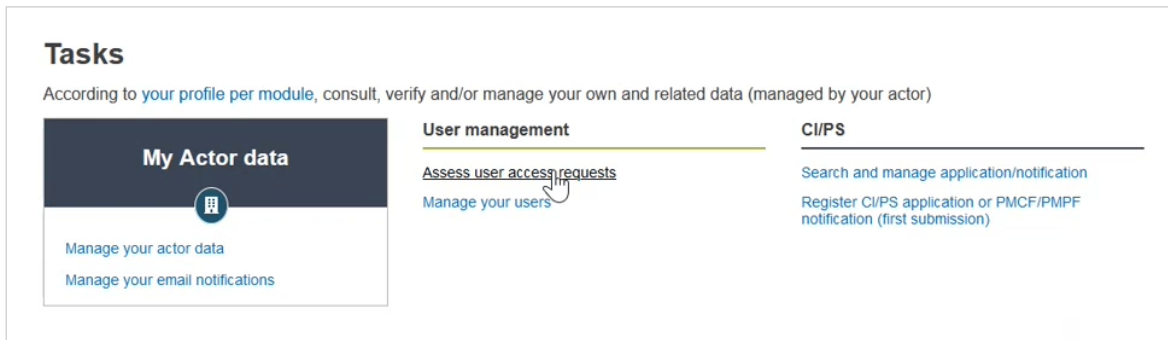 Tasks
According to your profile per module, consult, verify and/or manage your own and related data (managed by your actor)
My Actor data
Manage your actor data
Manage your email notifications
User management
Assess user access requests
Manage your users
CI/PS
Search and manage application/notification
Register CI/PS application or PMCF/PMPF
notification (first submission)